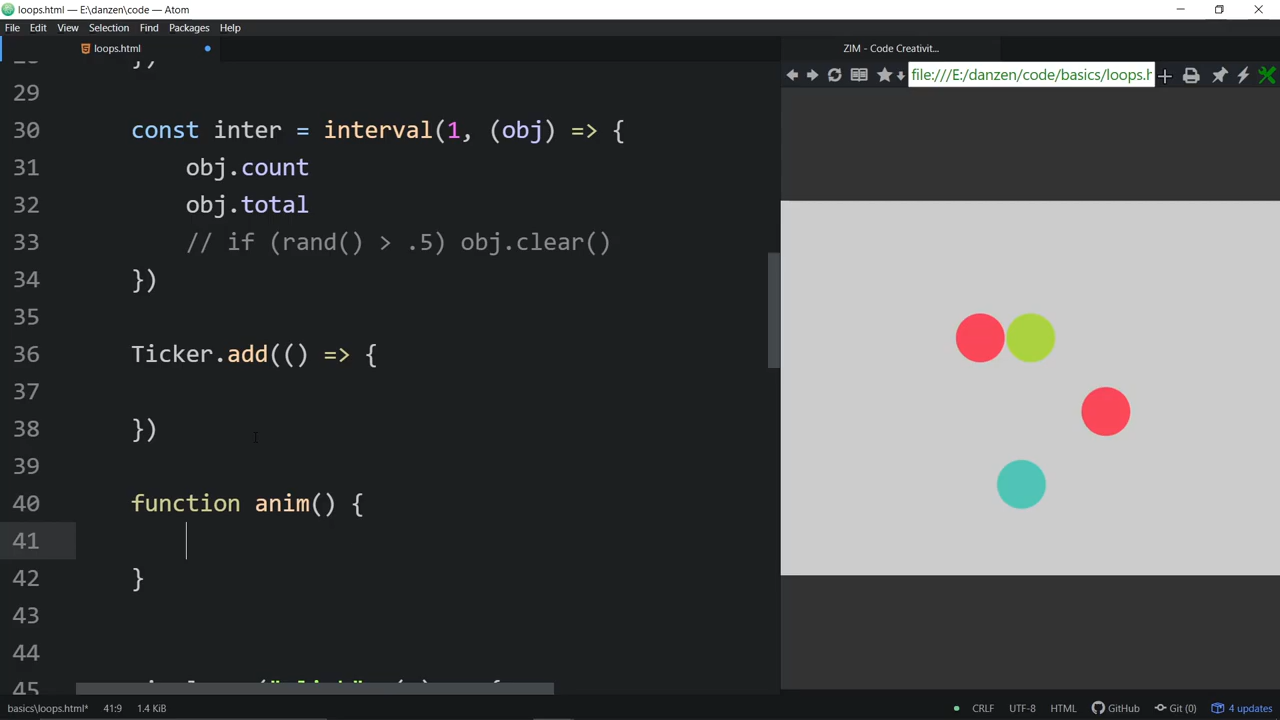 loops.html — E:\danzen\code — Atom
File Edit View Selection Find Packages Help
loops.html
ZIM - Code Creativit...
file:///E:/danzen/code/basics/loops.h
29
30 const inter = interval(1, (obj) => {
31 obj.count
32 obj.total
33 // if (rand() > .5) obj.clear()
34 })
35
36 Ticker.add(() => {
37
38 })
39
40 function anim() {
41
42 }
43
44
45
basics\loops.html* 41:9 1.4 KiB CRLF UTF-8 HTML GitHub Git (0) 4 updates